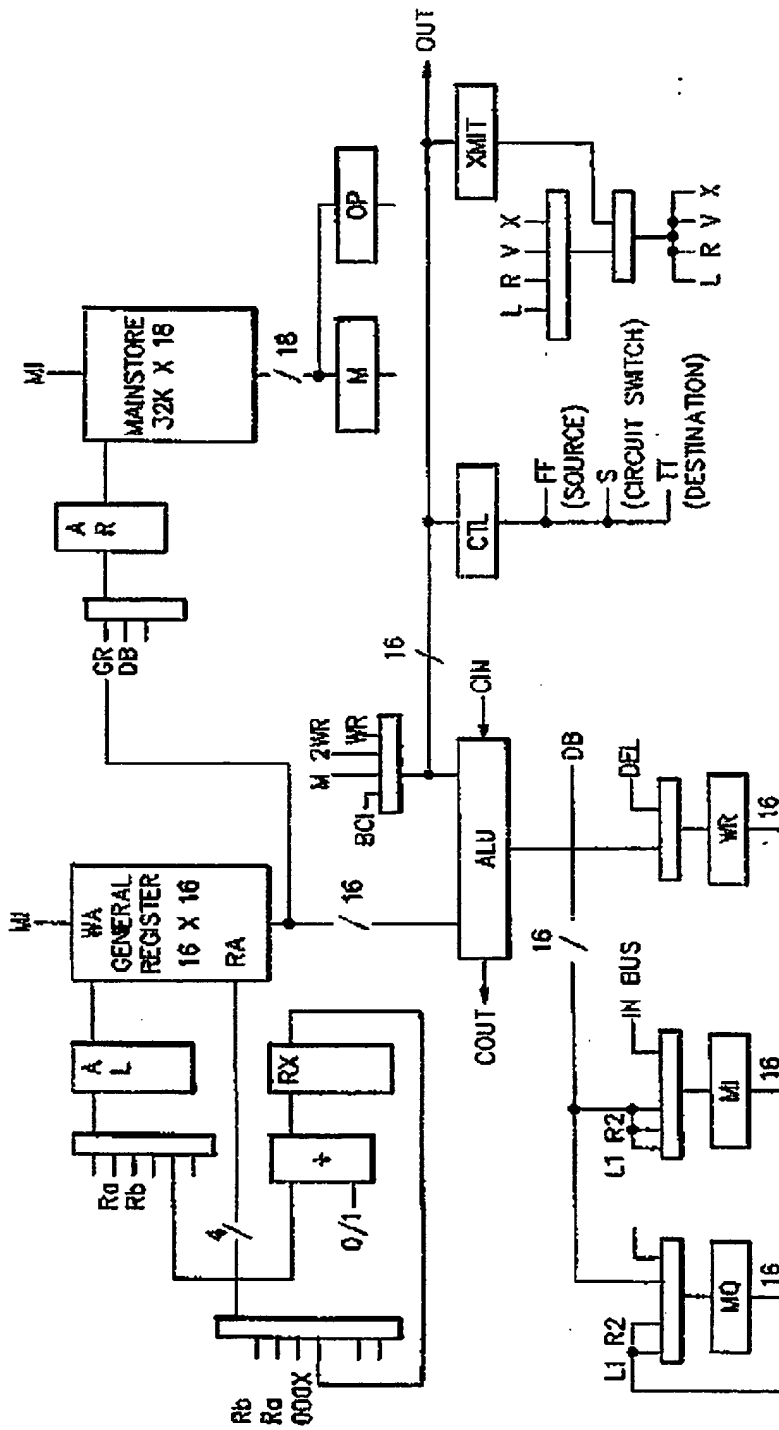 MI
WA
GENERAL
REGISTER
16 X 16
RA
A
L
Ra
Rb
4
RX
+
0/1
Rb
Ra
000X
16
GR
DB
A
R
MI
MAINSTORE
32K X 18
18
M
OP
M
2WR
WR
BCI
16
CIN
ALU
COUT
OUT
XMIT
L R V X
L R V X
CTL
FF
(SOURCE)
S
(CIRCUIT SWITCH)
TT
(DESTINATION)
DB
16
DEL
WR
16
IN BUS
L1 R2
MI
16
L1 R2
MQ
16